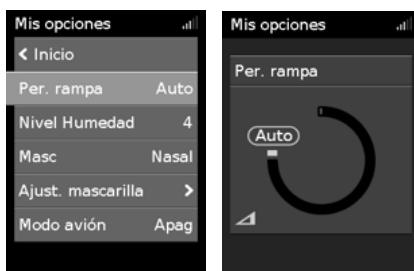 Mis opciones
< Inicio
Per. rampa Auto
Nivel Humedad 4
Masc Nasal
Ajust. mascarilla >
Modo avión Apag
Mis opciones
Per. rampa
Auto